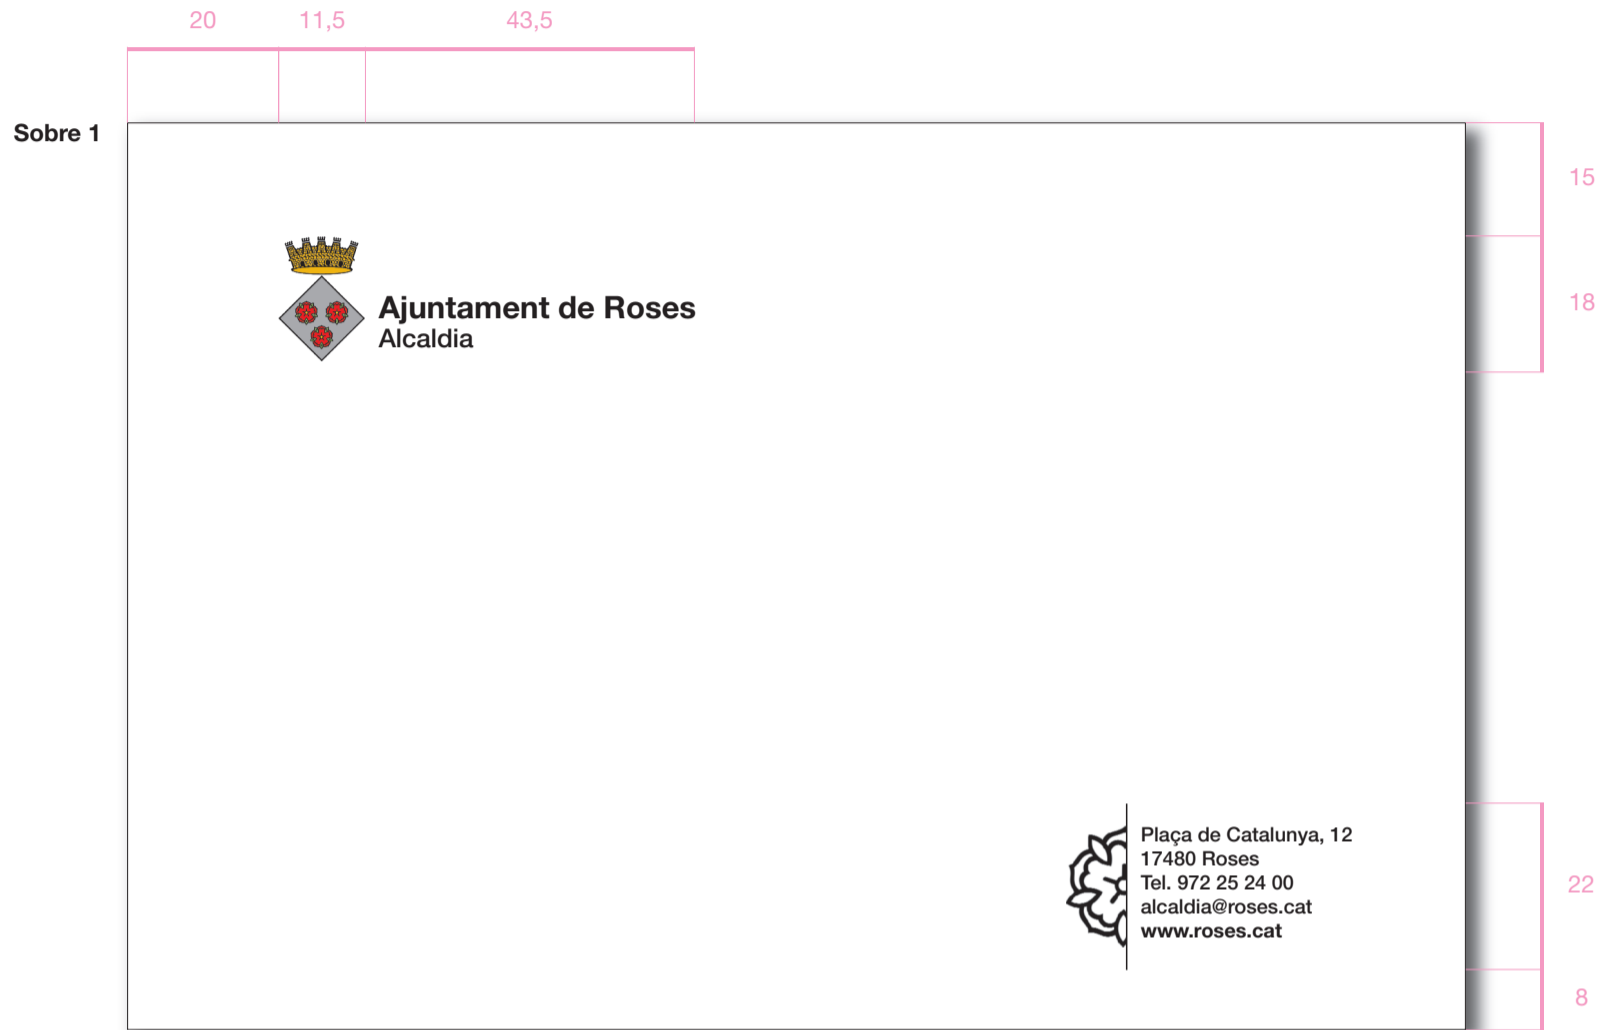 20 11,5 43,5
Sobre 1
15
18
Ajuntament de Roses
Alcaldia
Plaça de Catalunya, 12
17480 Roses
Tel. 972 25 24 00
alcaldia@roses.cat
www.roses.cat
22
8